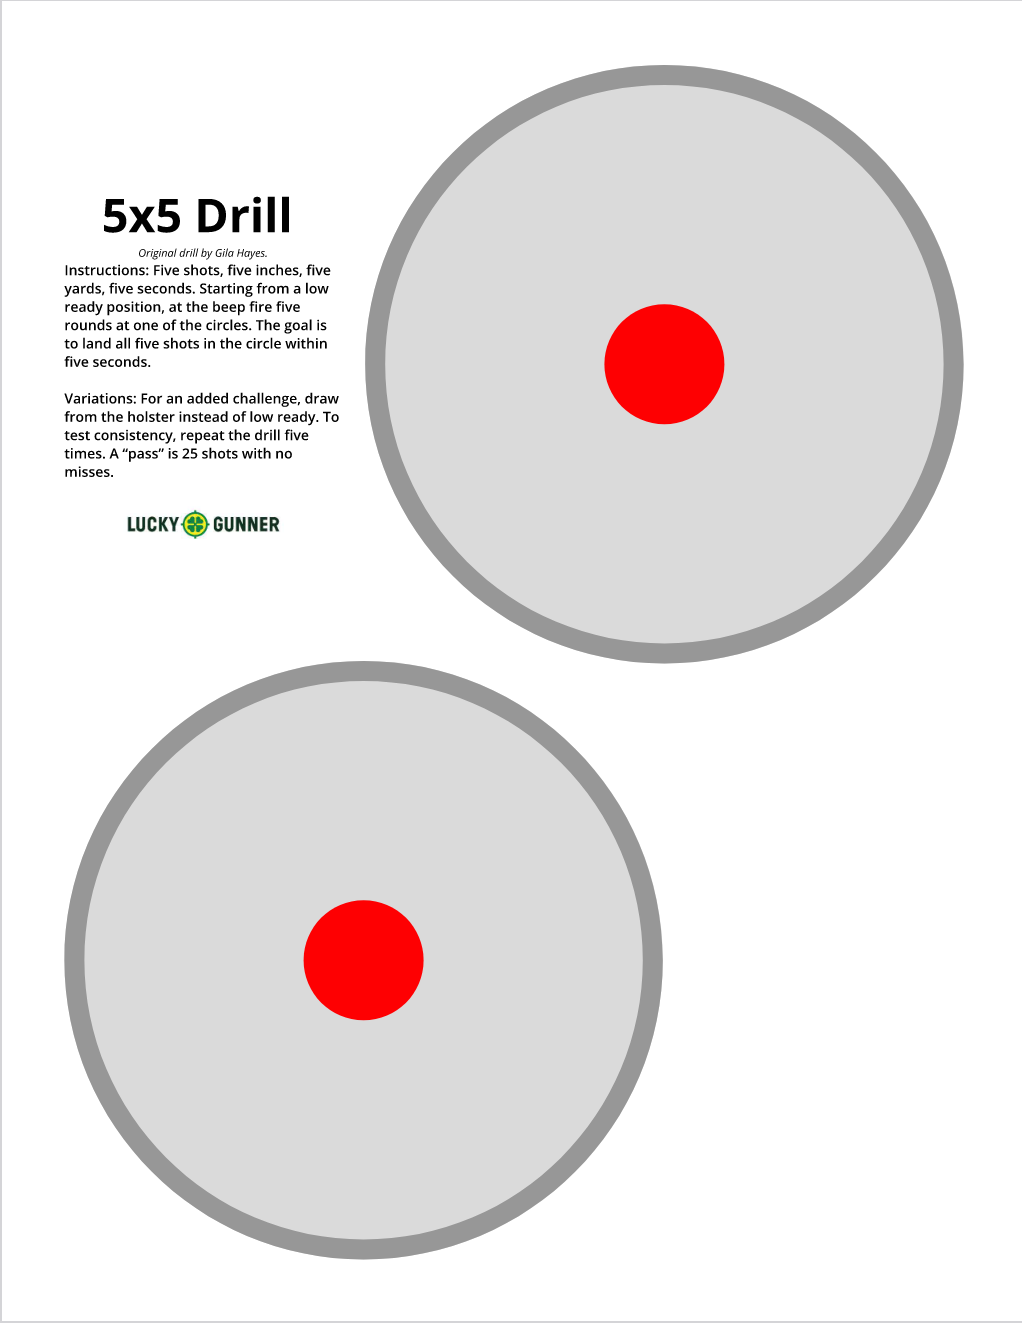 5x5 Drill
Original drill by Gila Hayes.
Instructions: Five shots, five inches, five
yards, five seconds. Starting from a low
ready position, at the beep fire five
rounds at one of the circles. The goal is
to land all five shots in the circle within
five seconds.
Variations: For an added challenge, draw
from the holster instead of low ready. To
test consistency, repeat the drill five
times. A “pass” is 25 shots with no
misses.
LUCKY GUNNER